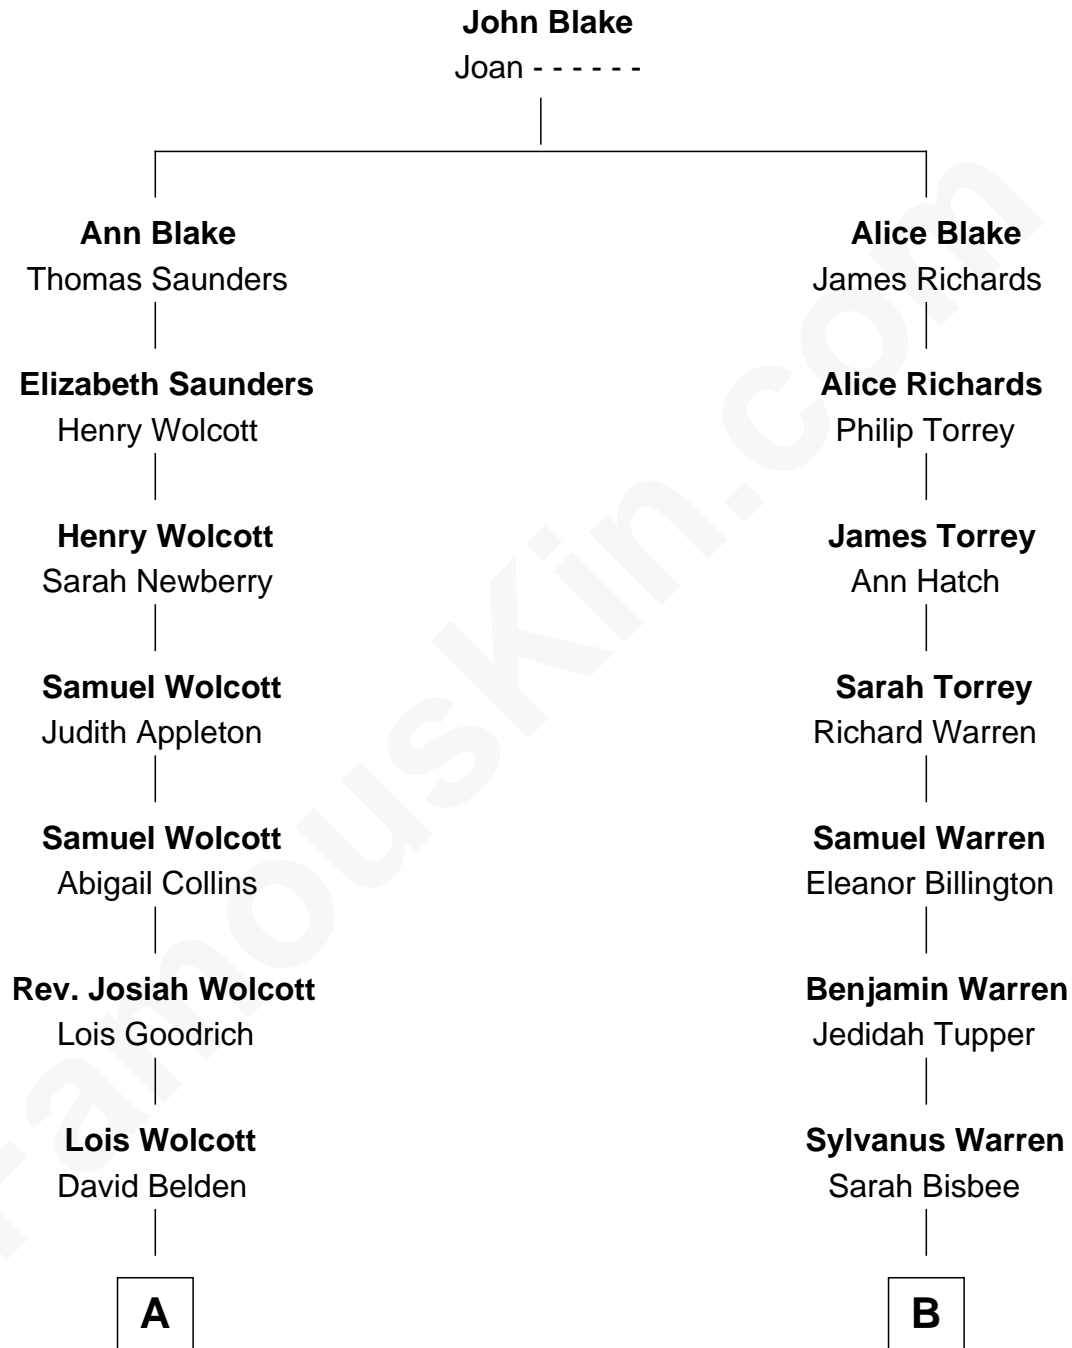 John Blake
Joan - - - - - -
Ann Blake
Thomas Saunders
Alice Blake
James Richards
Elizabeth Saunders
Henry Wolcott
Alice Richards
Philip Torrey
Henry Wolcott
Sarah Newberry
James Torrey
Ann Hatch
Samuel Wolcott
Judith Appleton
Sarah Torrey
Richard Warren
Samuel Wolcott
Abigail Collins
Samuel Warren
Eleanor Billington
Rev. Josiah Wolcott
Lois Goodrich
Benjamin Warren
Jedidah Tupper
Lois Wolcott
David Belden
Sylvanus Warren
Sarah Bisbee
A
B
FamousKin.com